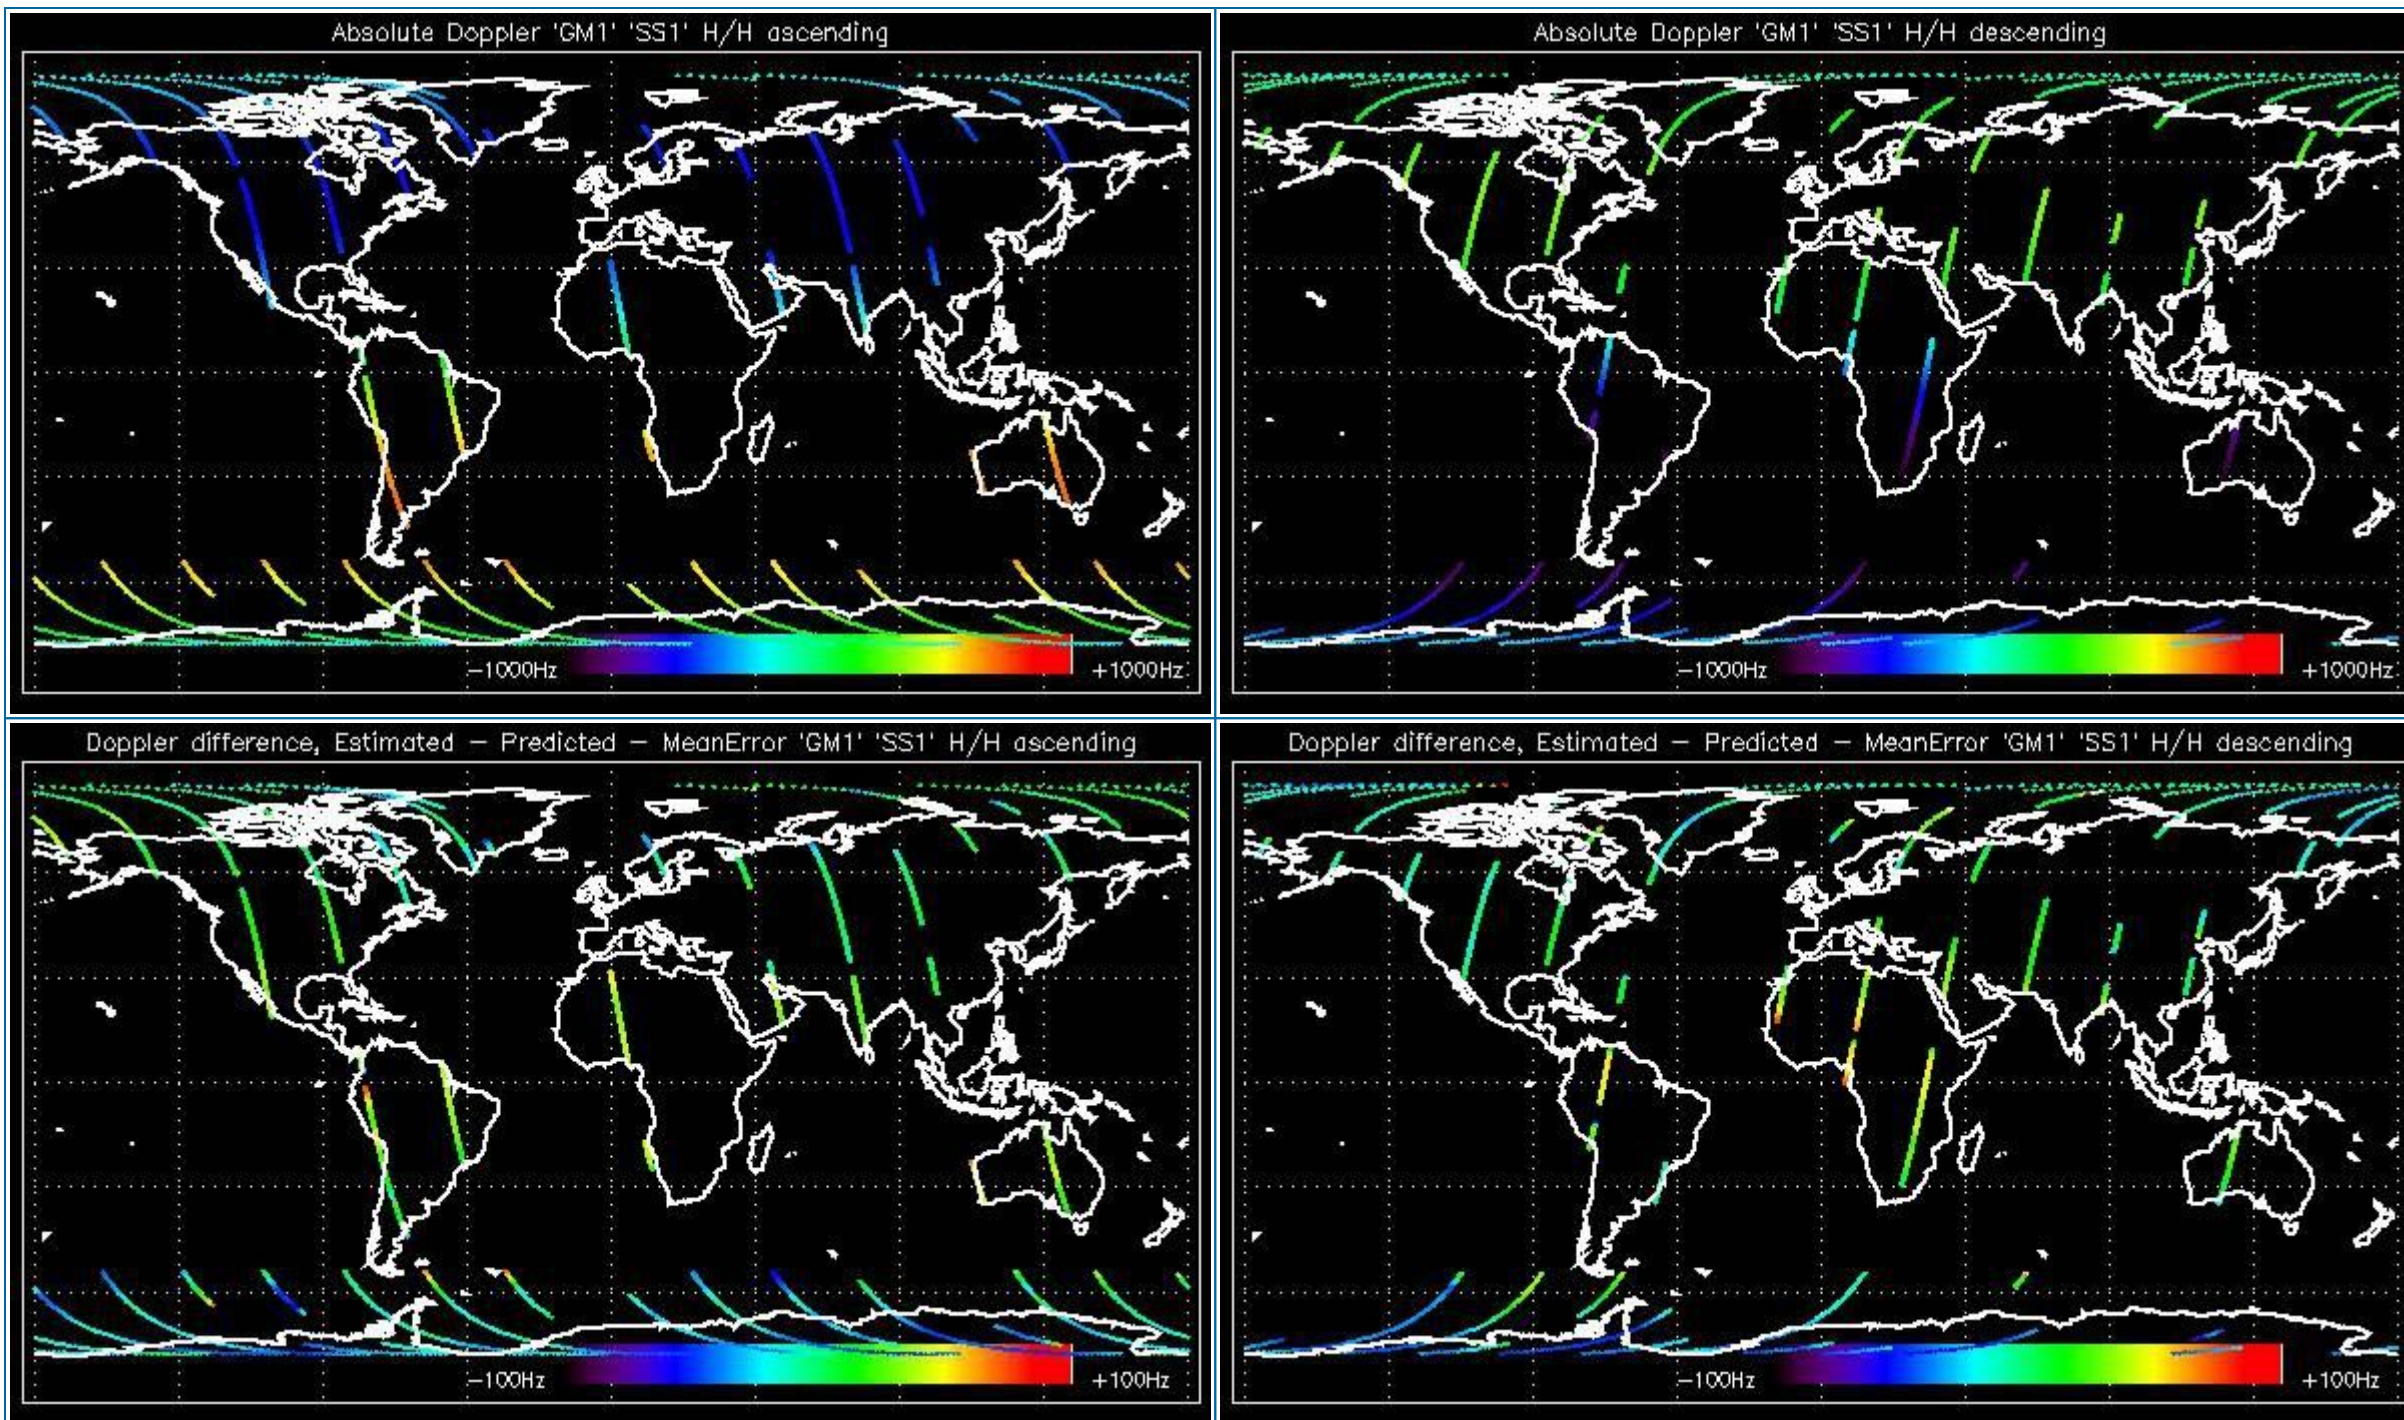 Absolute Doppler 'GM1' 'SS1' H/H ascending
−1000Hz
+1000Hz
Absolute Doppler 'GM1' 'SS1' H/H descending
−1000Hz
+1000Hz
Doppler difference, Estimated − Predicted − MeanError 'GM1' 'SS1' H/H ascending
−100Hz
+100Hz
Doppler difference, Estimated − Predicted − MeanError 'GM1' 'SS1' H/H descending
−100Hz
+100Hz